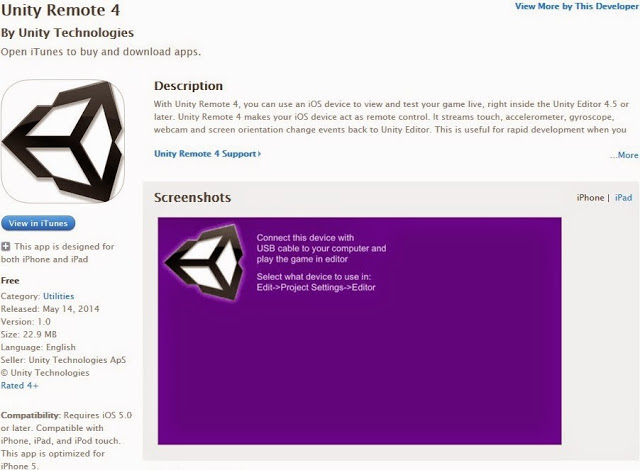 Unity Remote 4
View More by This Developer
By Unity Technologies
Open iTunes to buy and download apps.
Description
With Unity Remote 4, you can use an iOS device to view and test your game live, right inside the Unity Editor 4.5 or
later. Unity Remote 4 makes your iOS device act as remote control. It streams touch, accelerometer, gyroscope,
webcam and screen orientation change events back to Unity Editor. This is useful for rapid development when you
Unity Remote 4 Support
...More
View in iTunes
This app is designed for
both iPhone and iPad
Free
Category: Utilities
Released: May 14, 2014
Version: 1.0
Size: 22.9 MB
Language: English
Seller: Unity Technologies ApS
© Unity Technologies
Rated 4+
Compatibility: Requires iOS 5.0
or later. Compatible with
iPhone, iPad, and iPod touch.
This app is optimized for
iPhone 5.
Screenshots
iPhone | iPad
Connect this device with
USB cable to your computer and
play the game in editor
Select what device to use in:
Edit->Project Settings->Editor